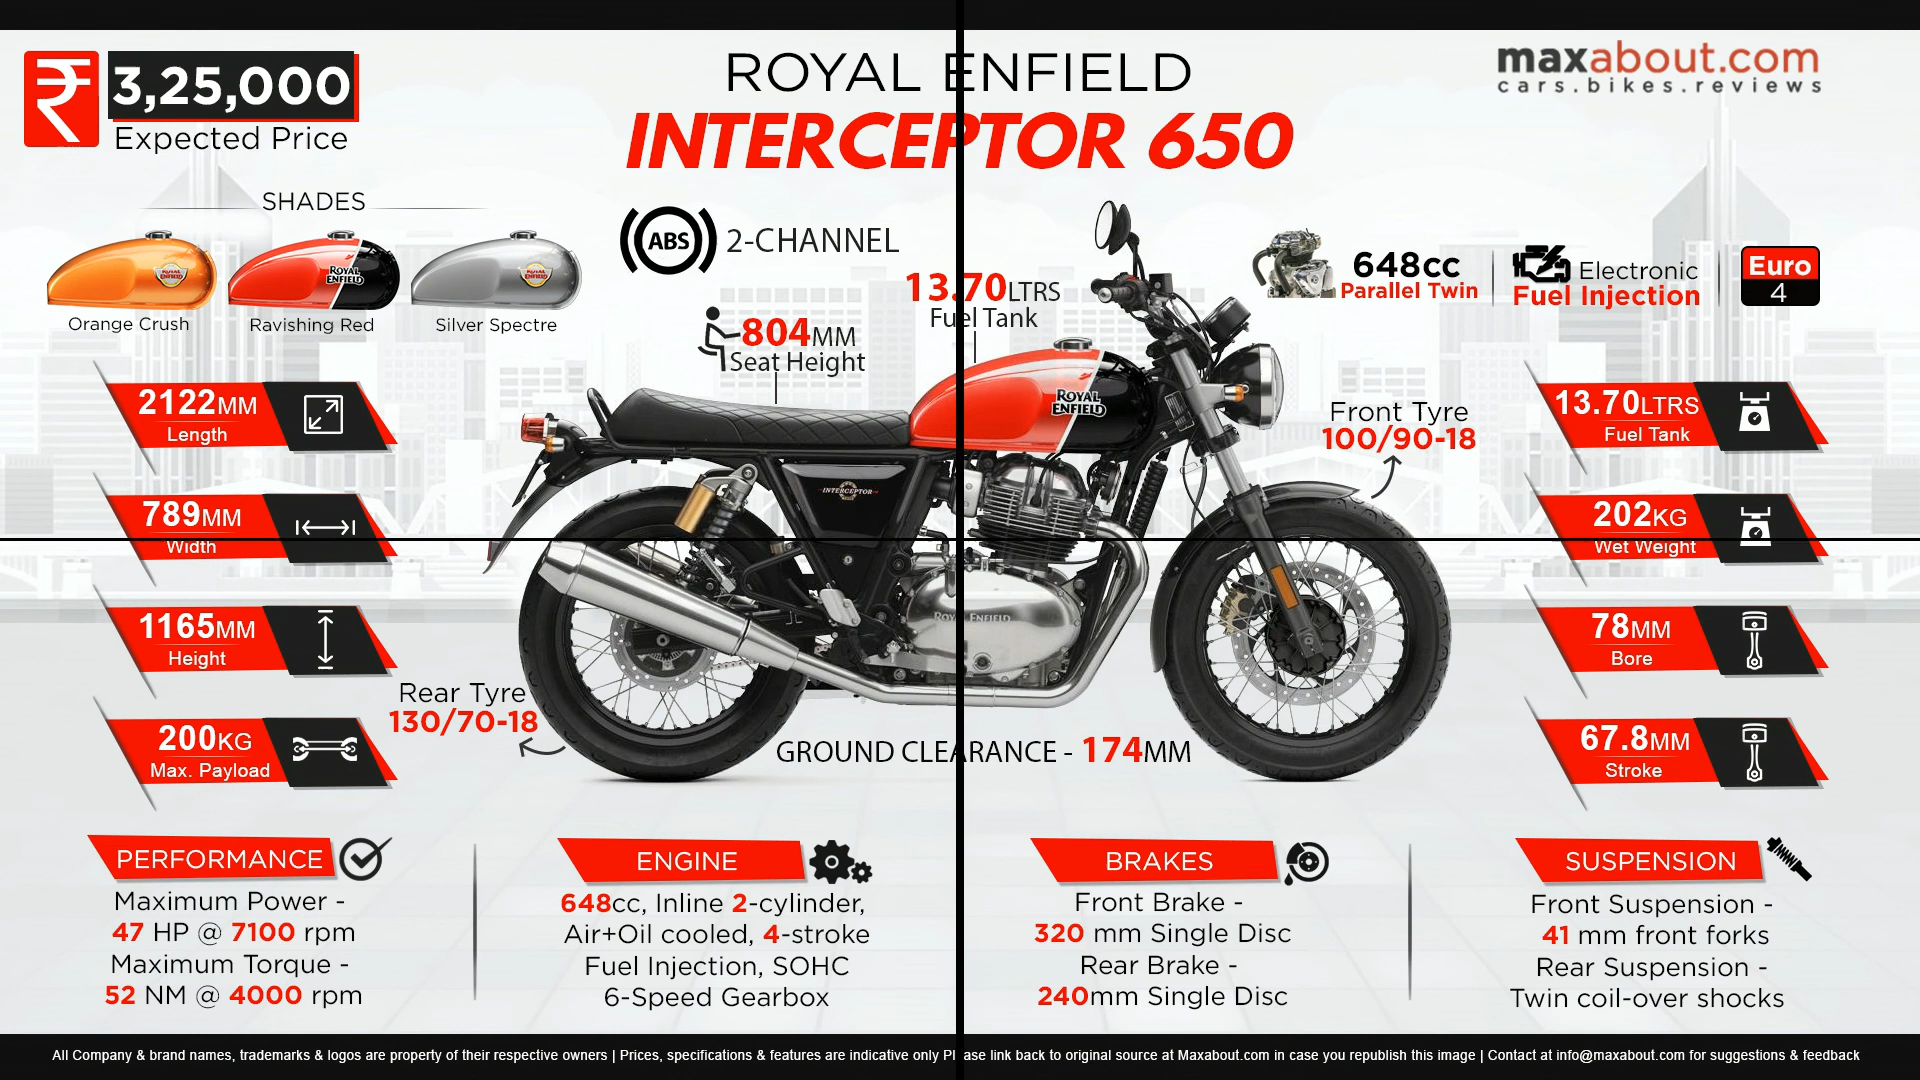 ₹ 3,25,000
Expected Price
ROYAL ENFIELD
INTERCEPTOR 650
maxabout.com
cars.bikes.reviews
SHADES
ROYAL ENFIELD
ROYAL
ENFIELD
ROYAL ENFIELD
Orange Crush
Ravishing Red
Silver Spectre
ABS 2-CHANNEL
804MM
Seat Height
13.70LTRS
Fuel Tank
648cc
Parallel Twin
Electronic
Fuel Injection
Euro
4
2122MM
Length
789MM
Width
1165MM
Height
200KG
Max. Payload
ROYAL
ENFIELD
INTERCEPTOR
ROYAL ENFIELD
Front Tyre
100/90-18
Rear Tyre
130/70-18
GROUND CLEARANCE - 174MM
13.70LTRS
Fuel Tank
202KG
Wet Weight
78MM
Bore
67.8MM
Stroke
PERFORMANCE
Maximum Power -
47 HP @ 7100 rpm
Maximum Torque -
52 NM @ 4000 rpm
ENGINE
648cc, Inline 2-cylinder,
Air+Oil cooled, 4-stroke
Fuel Injection, SOHC
6-Speed Gearbox
BRAKES
Front Brake -
320 mm Single Disc
Rear Brake -
240mm Single Disc
SUSPENSION
Front Suspension -
41 mm front forks
Rear Suspension -
Twin coil-over shocks
All Company & brand names, trademarks & logos are property of their respective owners | Prices, specifications & features are indicative only Pl ase link back to original source at Maxabout.com in case you republish this image | Contact at info@maxabout.com for suggestions & feedback